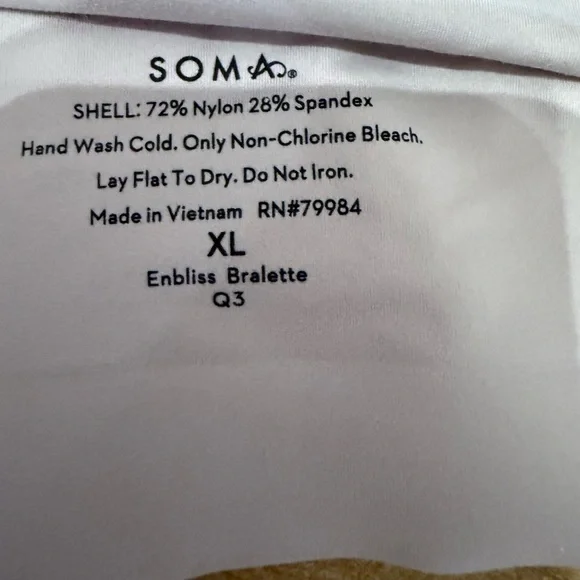 SOMA®
SHELL: 72% Nylon 28% Spandex
Hand Wash Cold. Only Non-Chlorine Bleach.
Lay Flat To Dry. Do Not Iron.
Made in Vietnam RN#79984
XL
Enbliss Bralette
Q3